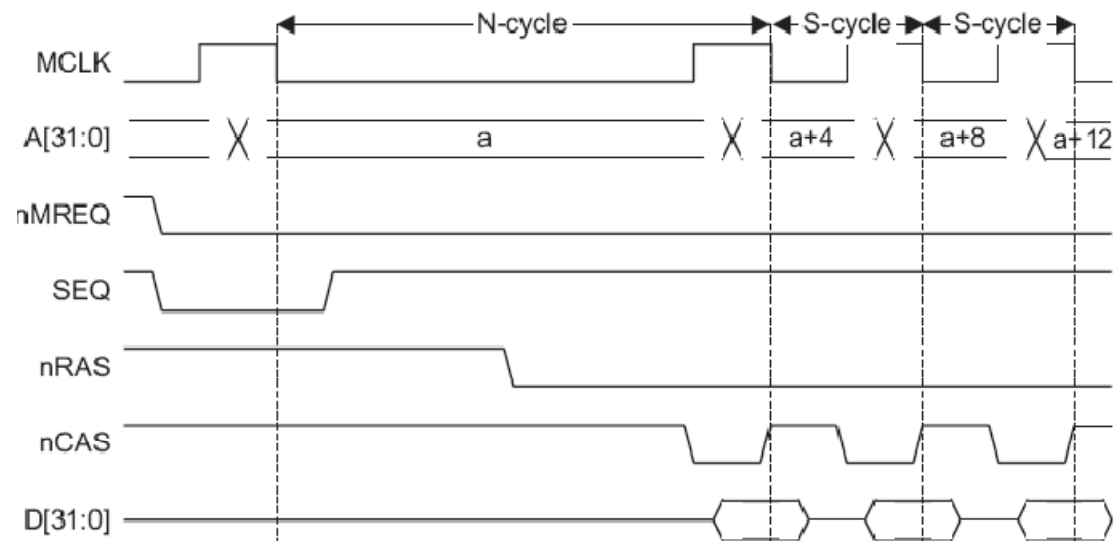 N-cycle S-cycle S-cycle
MCLK
A[31:0] a a+4 a+8 a+12
nMREQ
SEQ
nRAS
nCAS
D[31:0]